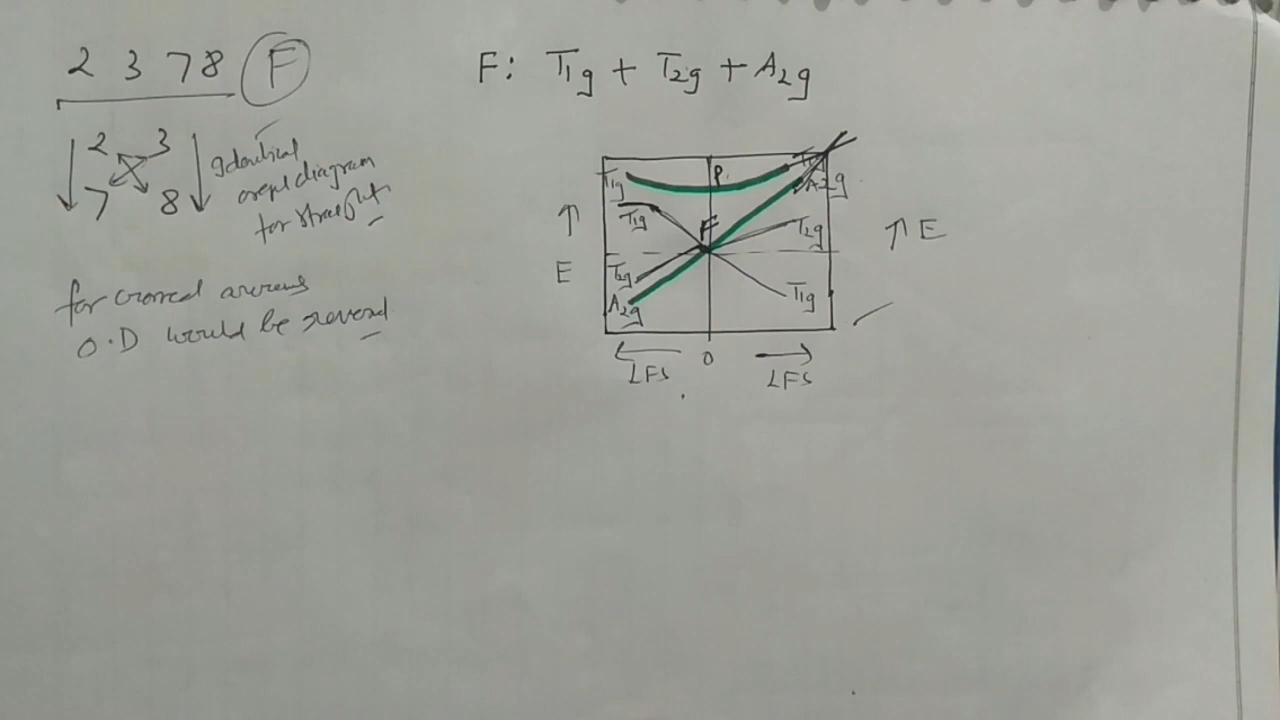 2 3 7 8 F
F: T1g + T2g + A2g
2 3
7 8
Identical
orgel diagram
for straight
for crossed arrows
O.D would be reversed
T1g P T1g
A2g
T1g F T2g
T2g
A2g T1g
↑ E
↑ E
← 0 →
LFS LFS